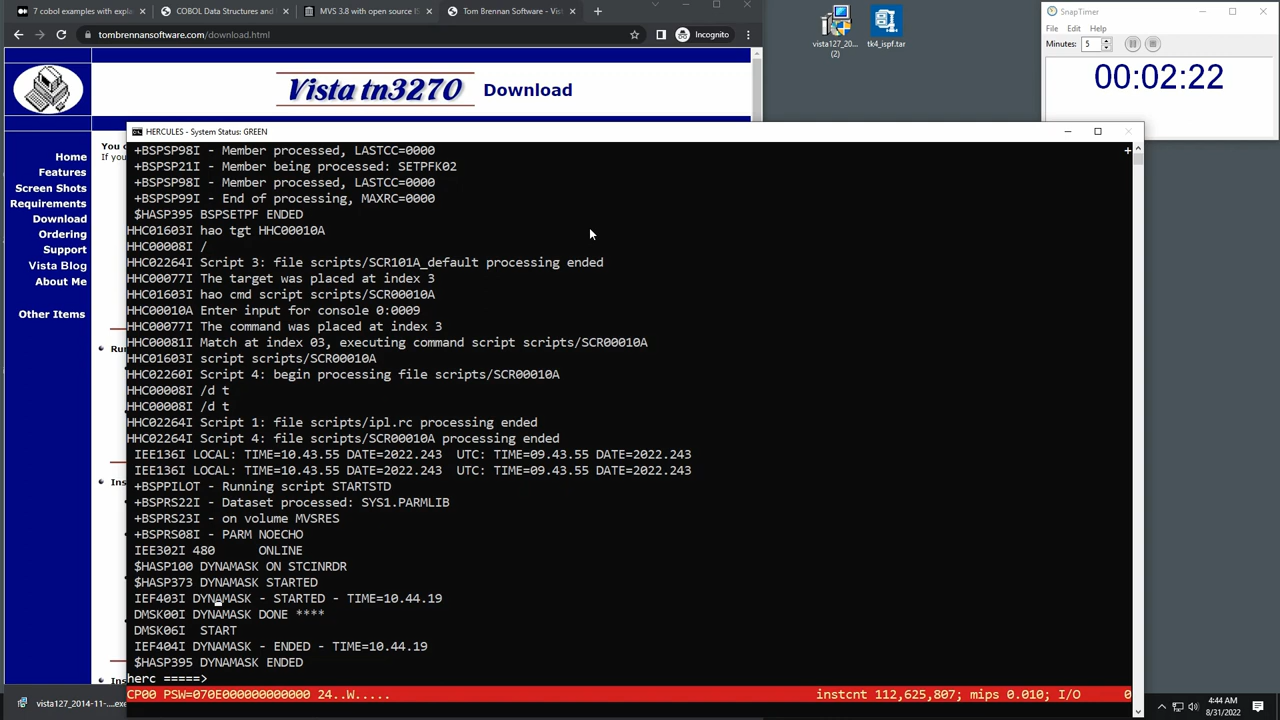 7 cobol examples with expl
COBOL Data Structures and
MVS 3.8 with open source IS
Tom Brennan Software - Vist
tombrennansoftware.com/download.html
Incognito
vista127_20...
(2)
tk4_ispf.tar
SnapTimer
File Edit Help
Minutes: 5
00:02:22
Vista tn3270 Download
Home
Features
Screen Shots
Requirements
Download
Ordering
Support
Vista Blog
About Me
Other Items
You c
If you
Ru
Ins
Ins
HERCULES - System Status: GREEN
+BSPSP98I - Member processed, LASTCC=0000
+
+BSPSP21I - Member being processed: SETPFK02
+BSPSP98I - Member processed, LASTCC=0000
+BSPSP99I - End of processing, MAXRC=0000
$HASP395 BSPSETPF ENDED
HHC01603I hao tgt HHC00010A
HHC00008I /
HHC02264I Script 3: file scripts/SCR101A_default processing ended
HHC00077I The target was placed at index 3
HHC01603I hao cmd script scripts/SCR00010A
HHC00010A Enter input for console 0:0009
HHC00077I The command was placed at index 3
HHC00081I Match at index 03, executing command script scripts/SCR00010A
HHC01603I script scripts/SCR00010A
HHC02260I Script 4: begin processing file scripts/SCR00010A
HHC00008I /d t
HHC00008I /d t
HHC02264I Script 1: file scripts/ipl.rc processing ended
HHC02264I Script 4: file scripts/SCR00010A processing ended
IEE136I LOCAL: TIME=10.43.55 DATE=2022.243  UTC: TIME=09.43.55 DATE=2022.243
IEE136I LOCAL: TIME=10.43.55 DATE=2022.243  UTC: TIME=09.43.55 DATE=2022.243
+BSPPILOT - Running script STARTSTD
+BSPRS22I - Dataset processed: SYS1.PARMLIB
+BSPRS23I - on volume MVSRES
+BSPRS08I - PARM NOECHO
IEE302I 480      ONLINE
$HASP100 DYNAMASK ON STCINRDR
$HASP373 DYNAMASK STARTED
IEF403I DYNAMASK - STARTED - TIME=10.44.19
DMSK00I DYNAMASK DONE ****
DMSK06I  START
IEF404I DYNAMASK - ENDED - TIME=10.44.19
$HASP395 DYNAMASK ENDED
herc =====>
CP00 PSW=070E000000000000 24..W..... instcnt 112,625,807; mips 0.010; I/O 0
vista127_2014-11-....exe
4:44 AM
8/31/2022